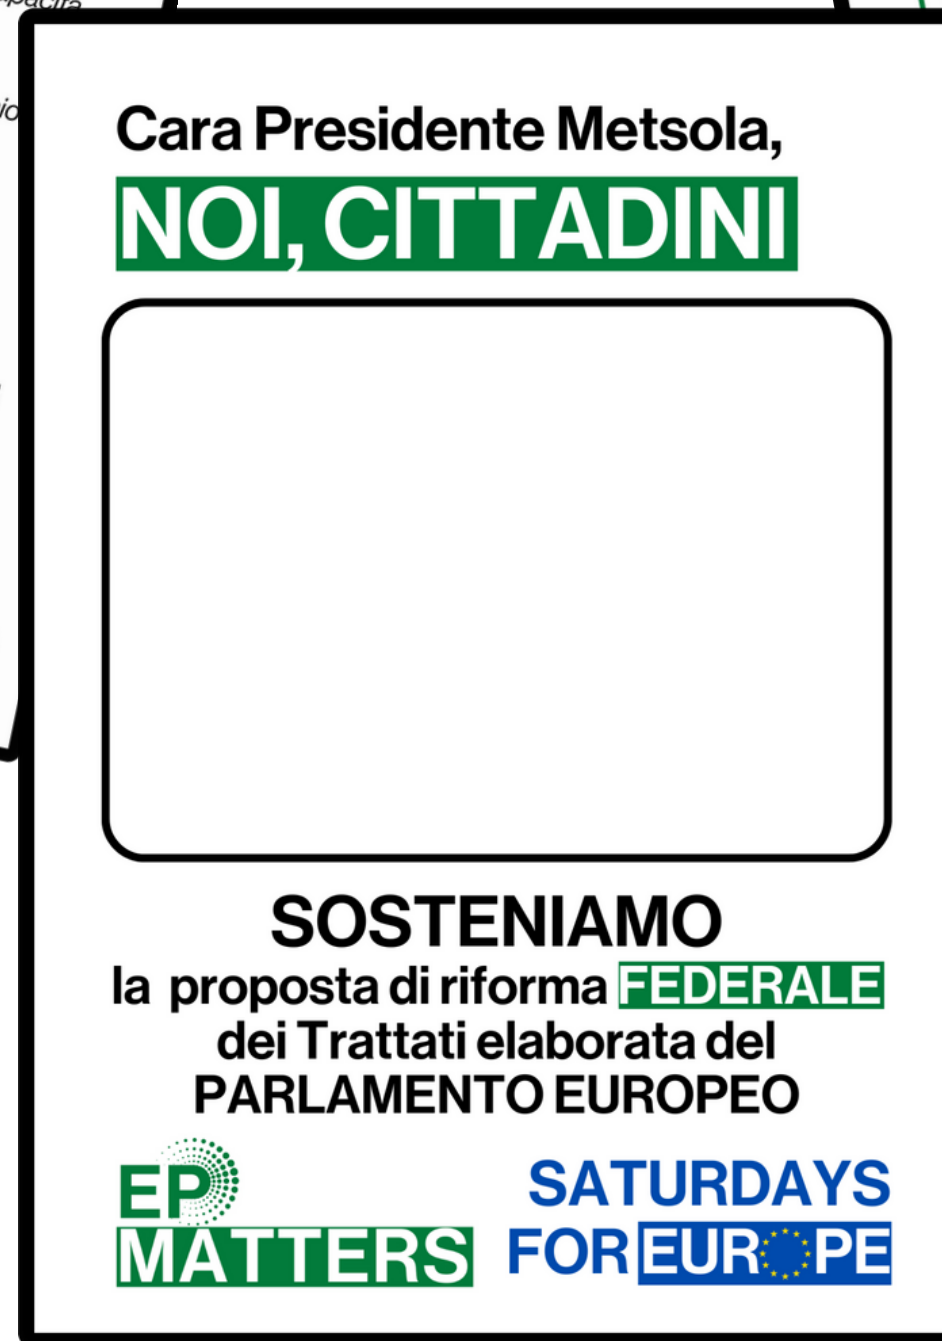 Cara Presidente Metsola,
NOI, CITTADINI
SOSTENIAMO
la proposta di riforma FEDERALE
dei Trattati elaborata del
PARLAMENTO EUROPEO
EP
MATTERS
SATURDAYS
FOR EUROPE